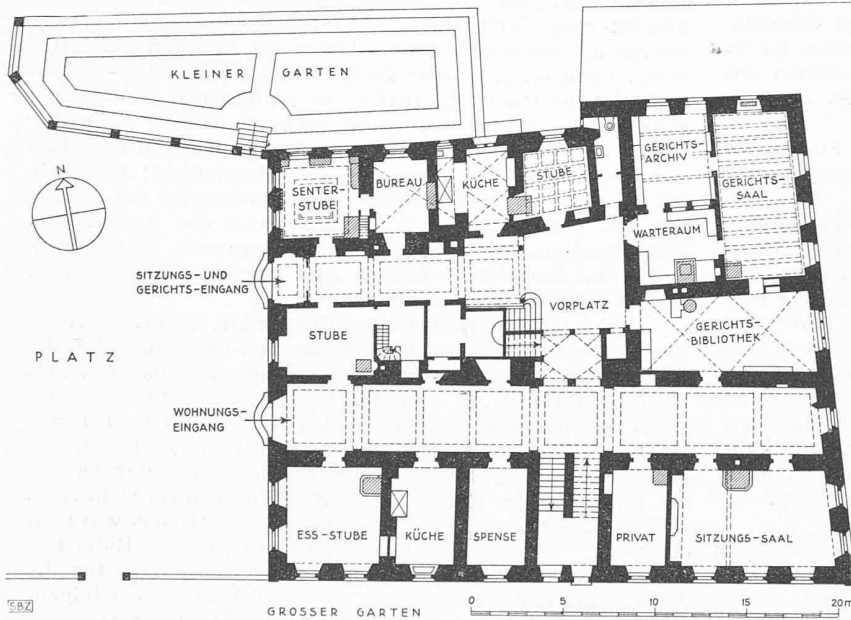 KLEINER GARTEN
N
SENTER-
STUBE
BUREAU
KÜCHE
STUBE
GERICHTS-
ARCHIV
GERICHTS-
SAAL
WARTERAUM
SITZUNGS- UND
GERICHTS-EINGANG
VORPLATZ
STUBE
GERICHTS-
BIBLIOTHEK
PLATZ
WOHNUNGS-
EINGANG
ESS-STUBE
KÜCHE
SPENSE
PRIVAT
SITZUNGS-SAAL
SBZ
GROSSER GARTEN
0 5 10 15 20m